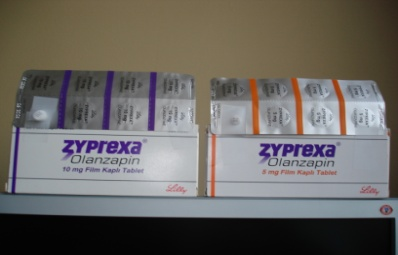 ZYPREXA®
Olanzapin
10 mg Film Kaplı Tablet
Lilly
ZYPREXA®
Olanzapin
5 mg Film Kaplı Tablet
Lilly